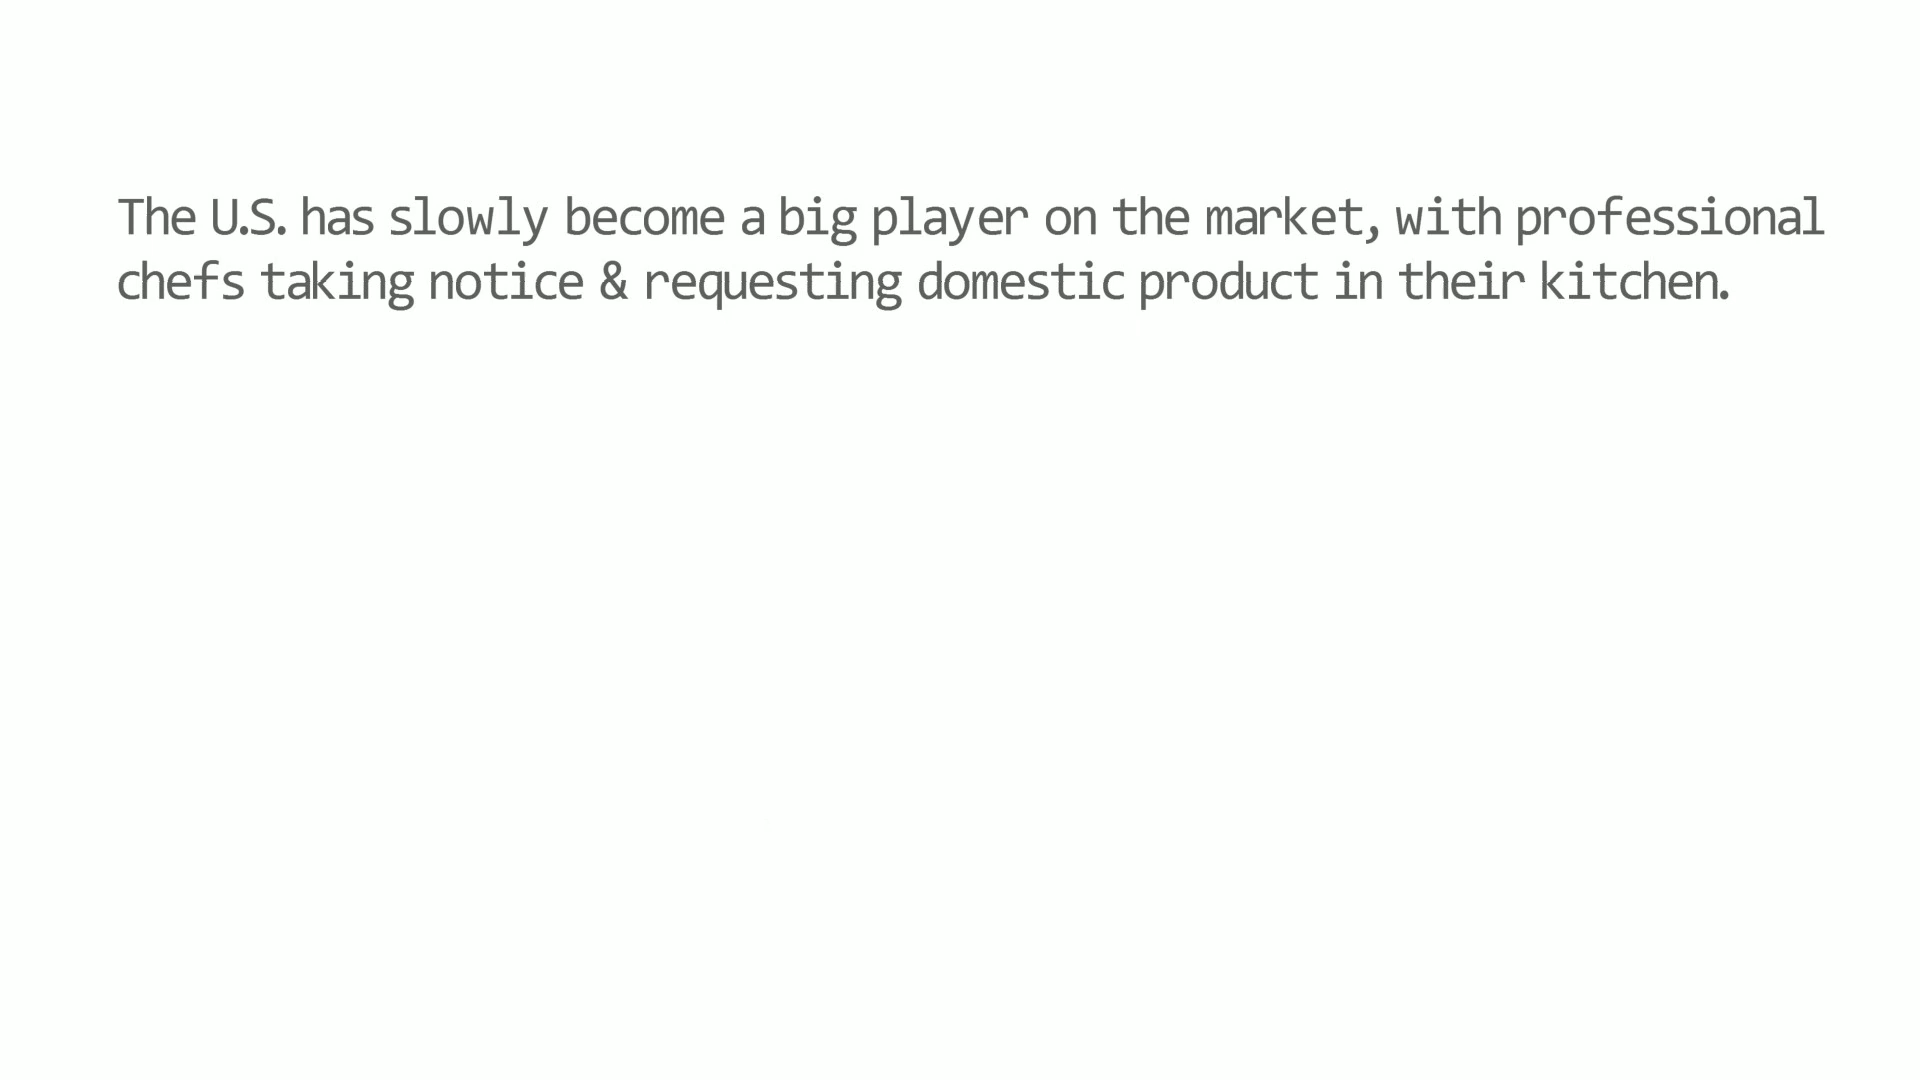 The U.S. has slowly become a big player on the market, with professional
chefs taking notice & requesting domestic product in their kitchen.